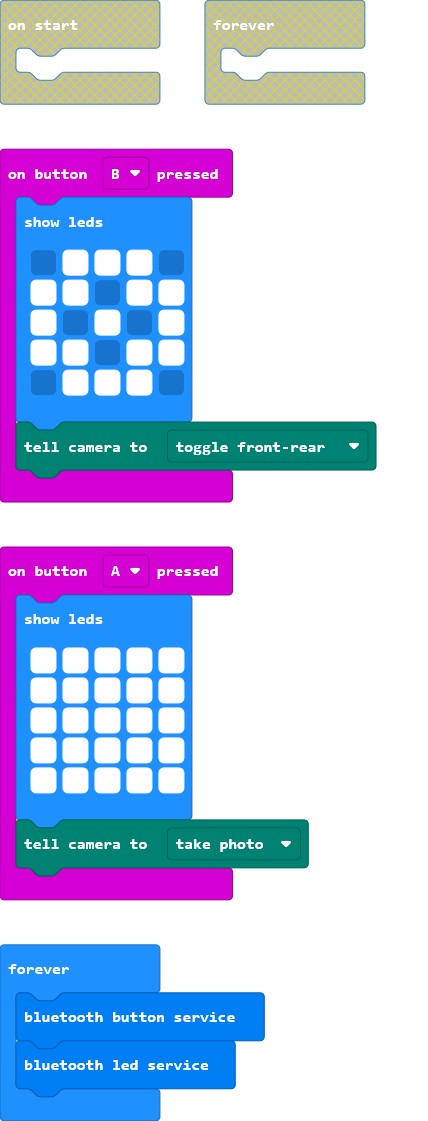 on start
forever
on button B pressed
show leds
tell camera to toggle front-rear
on button A pressed
show leds
tell camera to take photo
forever
bluetooth button service
bluetooth led service